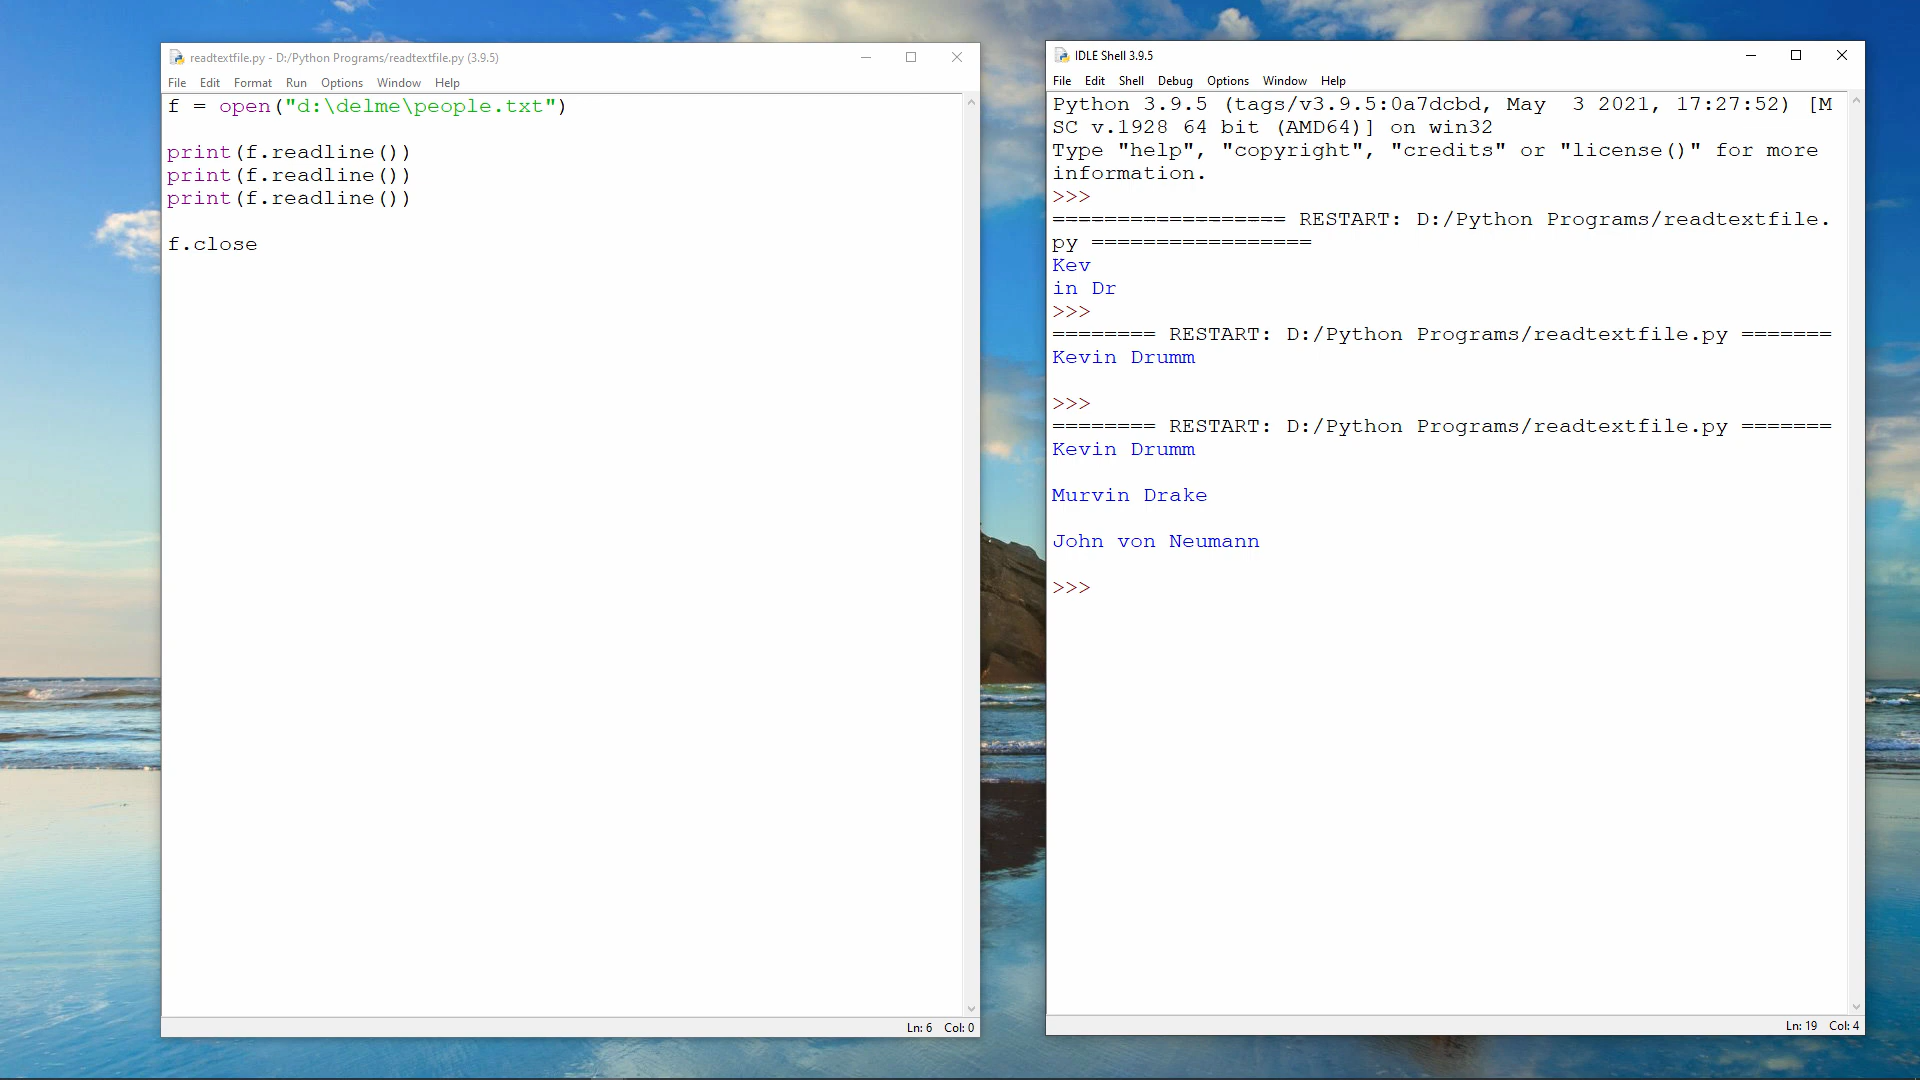 readtextfile.py - D:/Python Programs/readtextfile.py (3.9.5)
File Edit Format Run Options Window Help
f = open("d:\delme\people.txt")
print(f.readline())
print(f.readline())
print(f.readline())
f.close
Ln: 6 Col: 0
IDLE Shell 3.9.5
File Edit Shell Debug Options Window Help
Python 3.9.5 (tags/v3.9.5:0a7dcbd, May  3 2021, 17:27:52) [M
SC v.1928 64 bit (AMD64)] on win32
Type "help", "copyright", "credits" or "license()" for more
information.
>>>
================== RESTART: D:/Python Programs/readtextfile.
py =================
Kev
in Dr
>>>
======== RESTART: D:/Python Programs/readtextfile.py =======
Kevin Drumm
>>>
======== RESTART: D:/Python Programs/readtextfile.py =======
Kevin Drumm
Murvin Drake
John von Neumann
>>>
Ln: 19 Col: 4